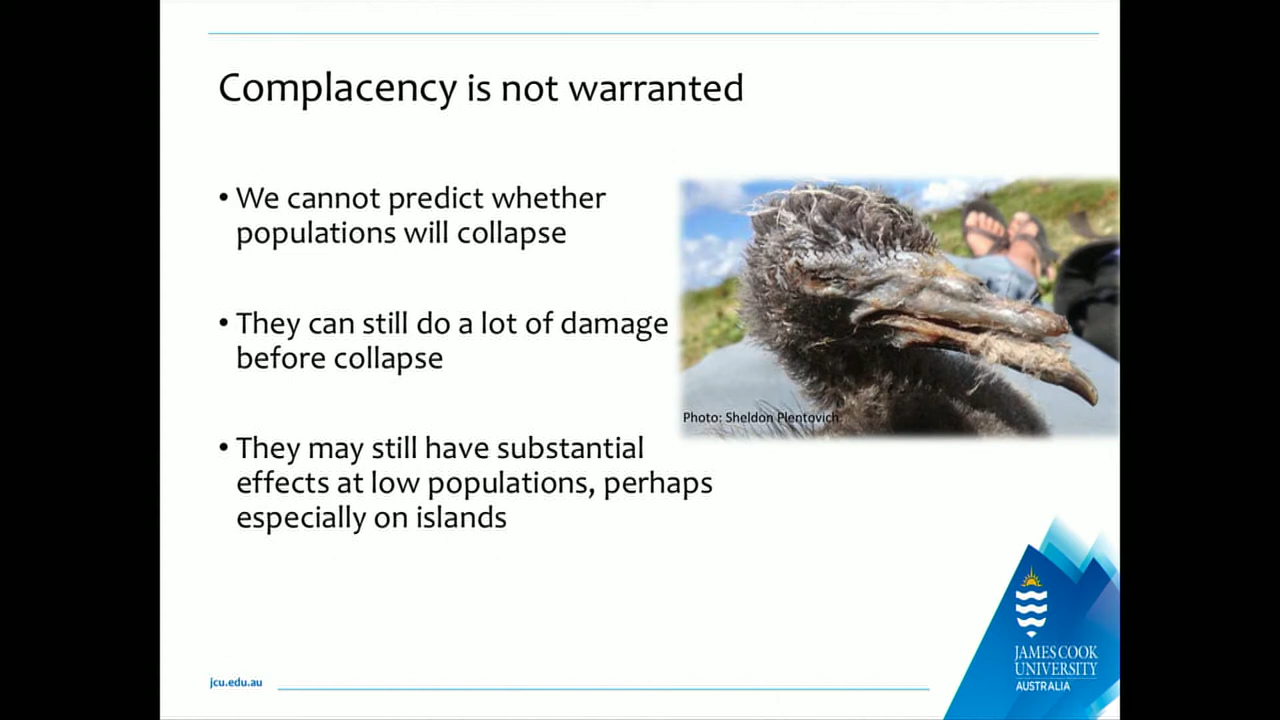 Complacency is not warranted
• We cannot predict whether
populations will collapse
• They can still do a lot of damage
before collapse
• They may still have substantial
effects at low populations, perhaps
especially on islands
Photo: Sheldon Plentovich
jcu.edu.au
JAMES COOK
UNIVERSITY
AUSTRALIA